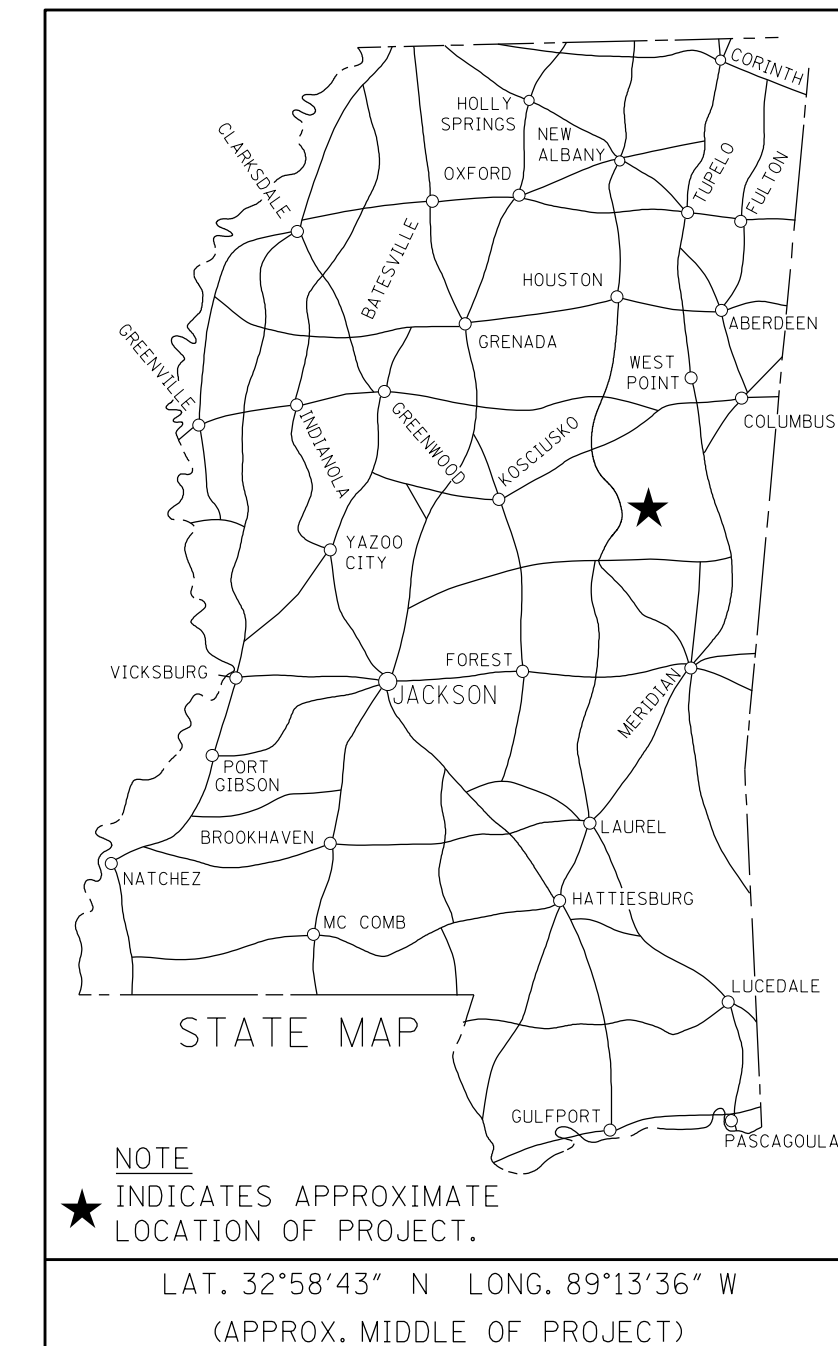 CORINTH
HOLLY
SPRINGS
NEW
ALBANY
CLARKSDALE
OXFORD
TUPELO
FULTON
BATESVILLE
HOUSTON
ABERDEEN
GRENADA
GREENVILLE
WEST
POINT
COLUMBUS
INDIANOLA
GREENWOOD
KOSCIUSKO
YAZOO
CITY
VICKSBURG
FOREST
JACKSON
MERIDIAN
PORT
GIBSON
BROOKHAVEN
LAUREL
NATCHEZ
HATTIESBURG
MC COMB
LUCEDALE
STATE MAP
GULFPORT
PASCAGOULA
NOTE
INDICATES APPROXIMATE
LOCATION OF PROJECT.
LAT. 32°58'43" N LONG. 89°13'36" W
(APPROX. MIDDLE OF PROJECT)